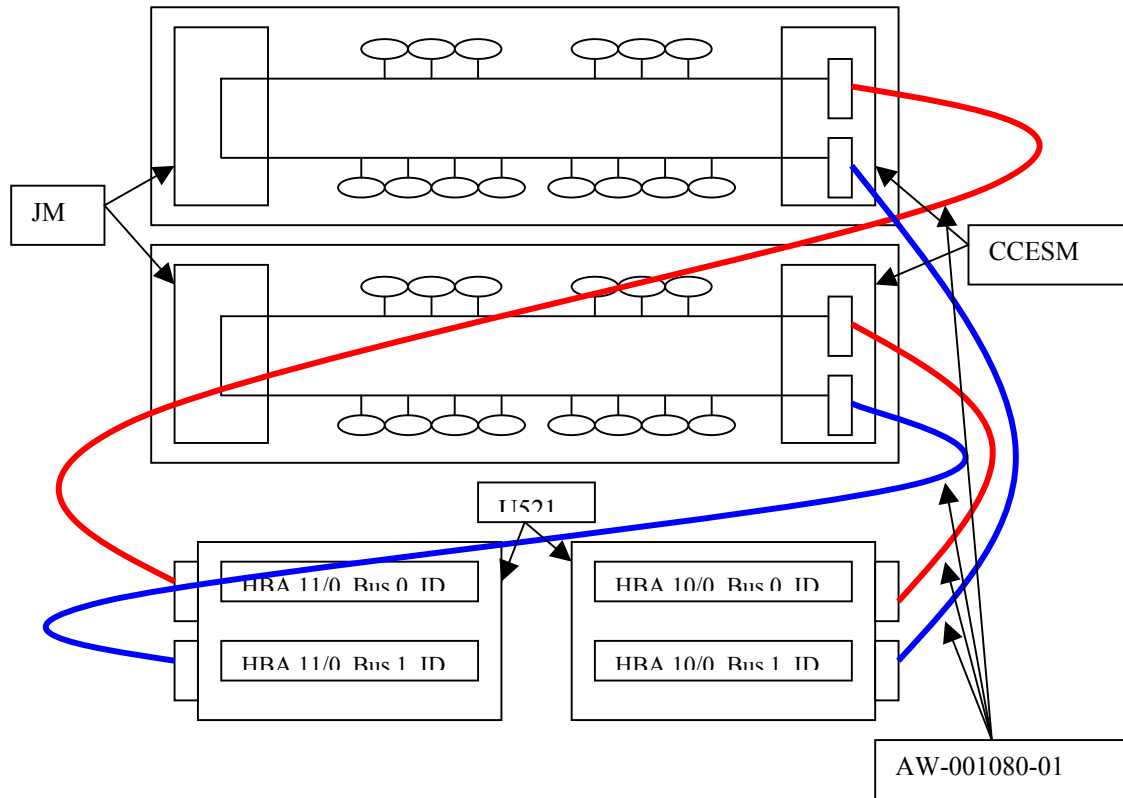 JM
CCESM
U521
HBA 11/0 Bus 0 ID
HBA 10/0 Bus 0 ID
HBA 11/0 Bus 1 ID
HBA 10/0 Bus 1 ID
AW-001080-01